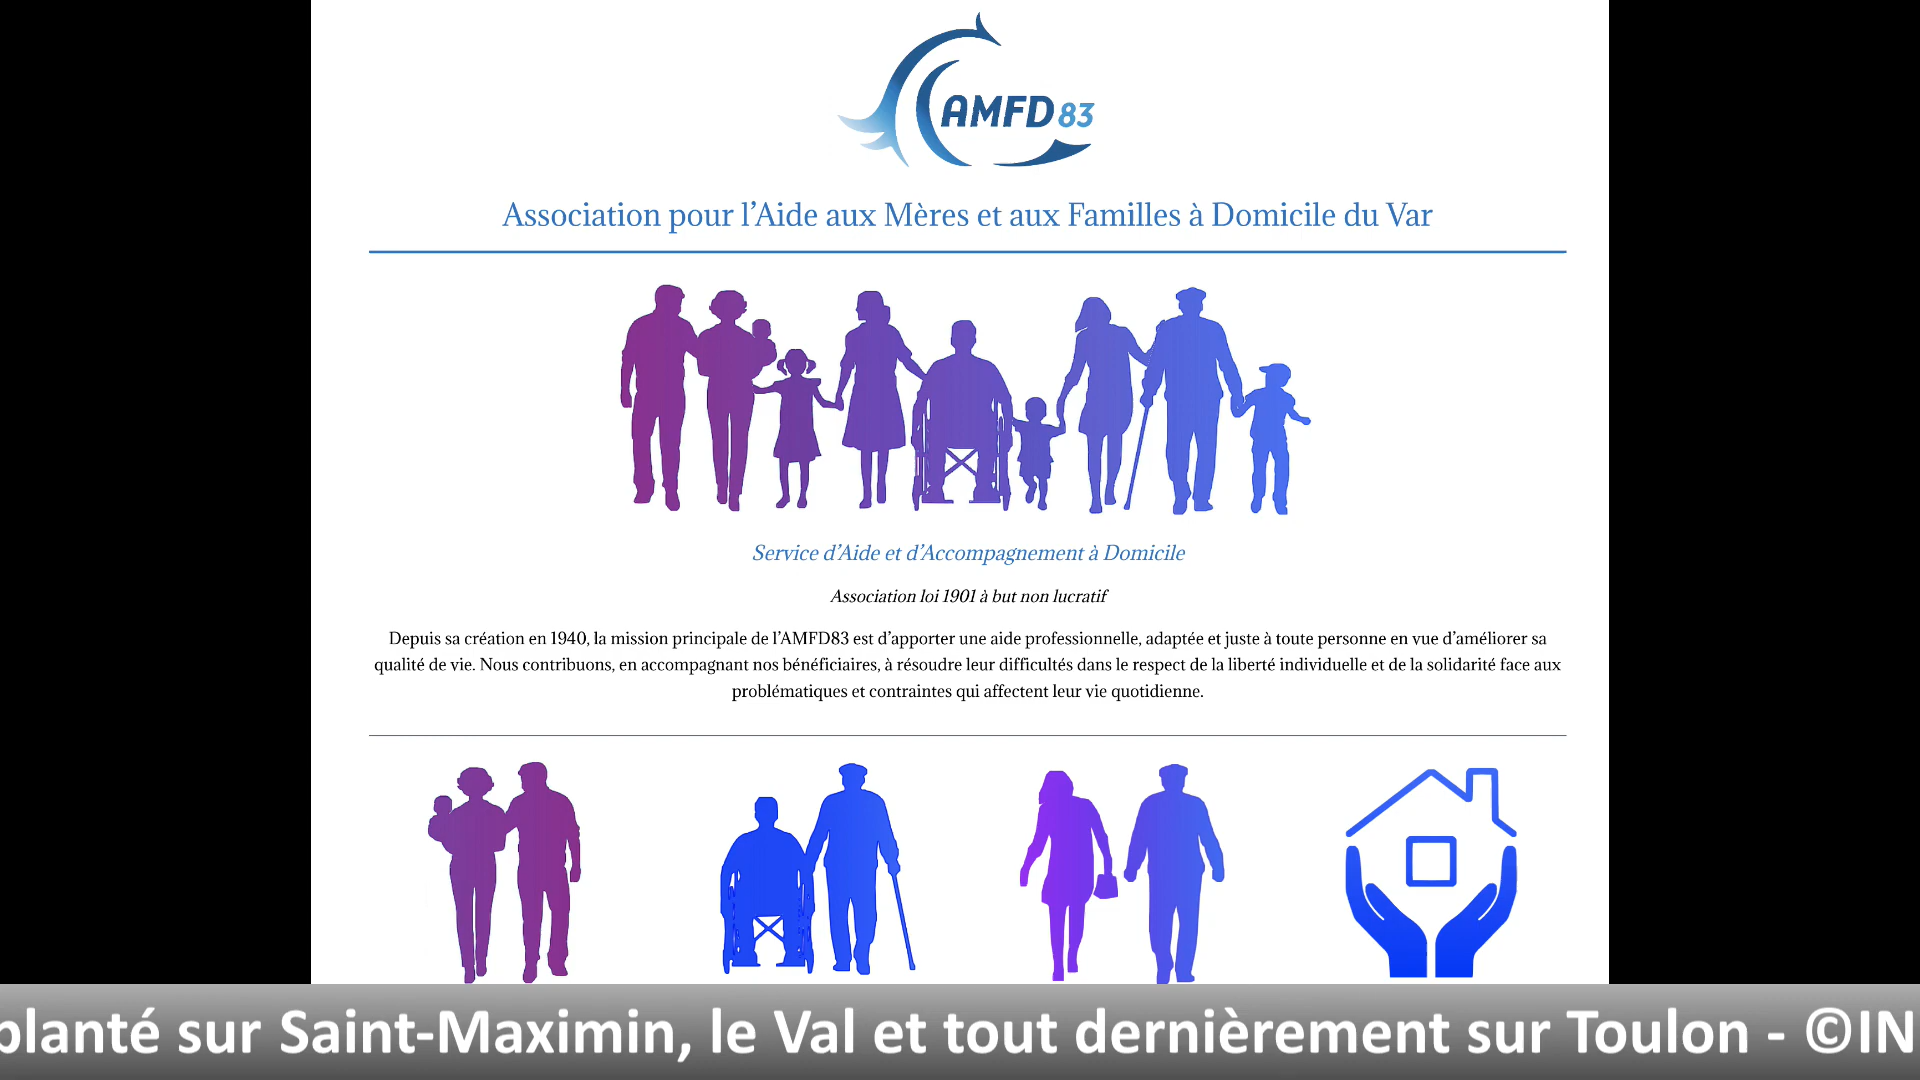 AMFD 83
Association pour l’Aide aux Mères et aux Familles à Domicile du Var
Service d’Aide et d’Accompagnement à Domicile
Association loi 1901 à but non lucratif
Depuis sa création en 1940, la mission principale de l’AMFD83 est d’apporter une aide professionnelle, adaptée et juste à toute personne en vue d’améliorer sa
qualité de vie. Nous contribuons, en accompagnant nos bénéficiaires, à résoudre leur difficultés dans le respect de la liberté individuelle et de la solidarité face aux
problématiques et contraintes qui affectent leur vie quotidienne.
planté sur Saint-Maximin, le Val et tout dernièrement sur Toulon - ©IN